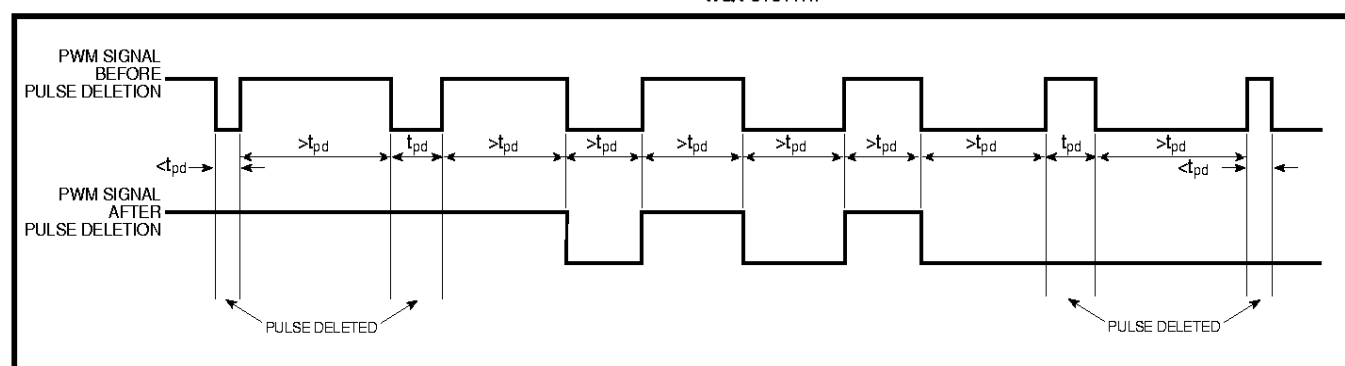 PWM SIGNAL
BEFORE
PULSE DELETION
>tpd
tpd
>tpd
>tpd
>tpd
>tpd
>tpd
>tpd
tpd
>tpd
<tpd
<tpd
PWM SIGNAL
AFTER
PULSE DELETION
PULSE DELETED
PULSE DELETED